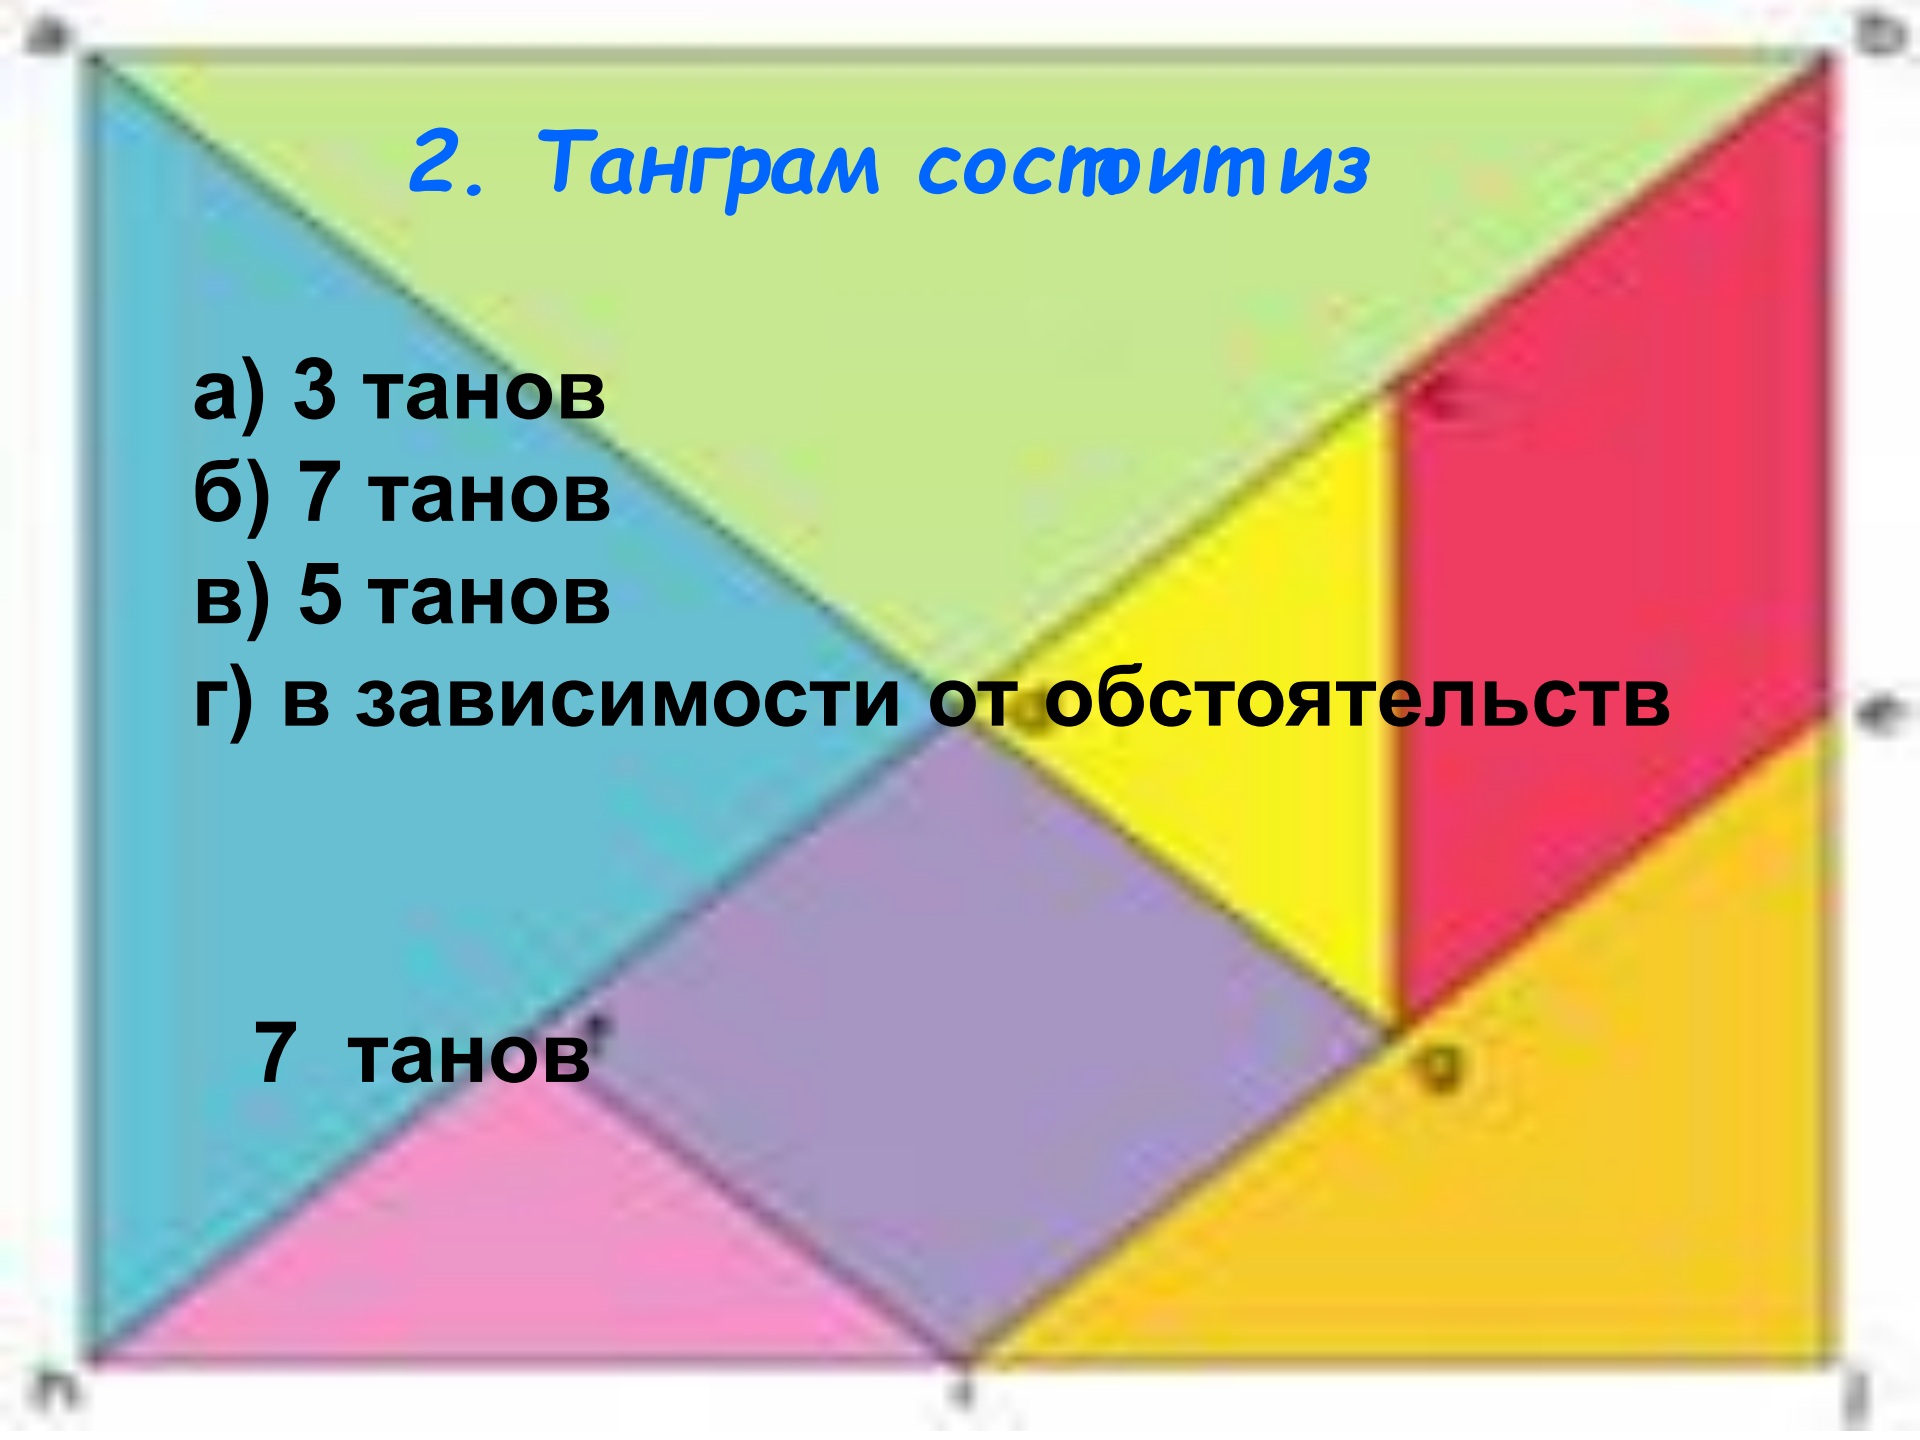 2. Танграм состоит из
а) 3 танов
б) 7 танов
в) 5 танов
г) в зависимости от обстоятельств
7 танов